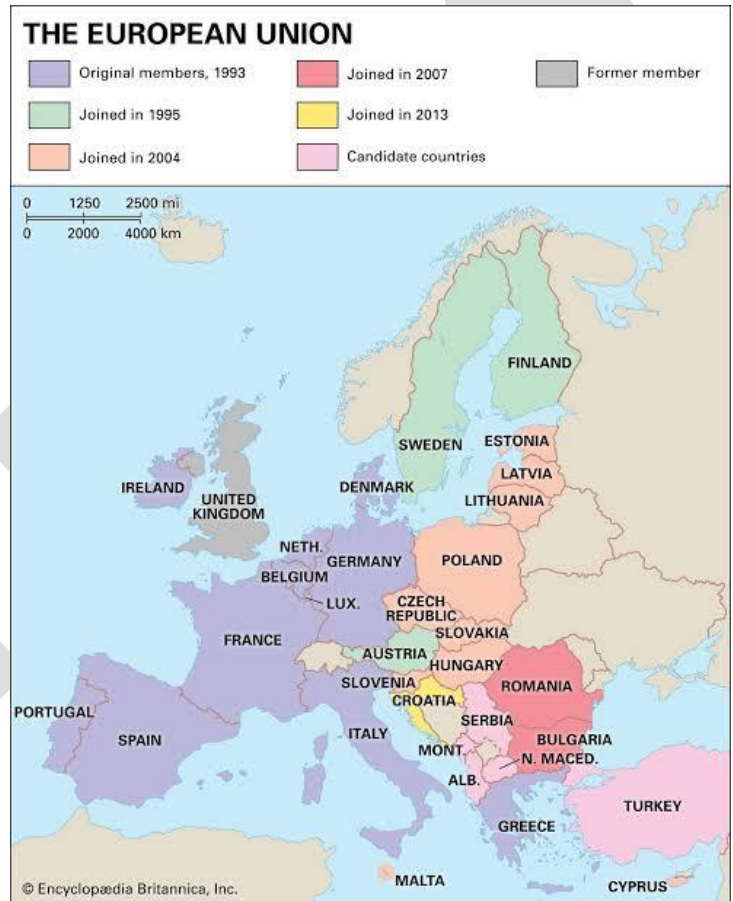 THE EUROPEAN UNION
Original members, 1993
Joined in 2007
Former member
Joined in 1995
Joined in 2013
Joined in 2004
Candidate countries
0 1250 2500 mi
0 2000 4000 km
FINLAND
SWEDEN
ESTONIA
LATVIA
LITHUANIA
DENMARK
IRELAND
UNITED
KINGDOM
NETH.
GERMANY
POLAND
BELGIUM
LUX.
CZECH
REPUBLIC
SLOVAKIA
FRANCE
AUSTRIA
HUNGARY
SLOVENIA
ROMANIA
CROATIA
SERBIA
PORTUGAL
SPAIN
ITALY
BULGARIA
MONT.
N. MACED.
ALB.
TURKEY
GREECE
MALTA
CYPRUS
© Encyclopædia Britannica, Inc.